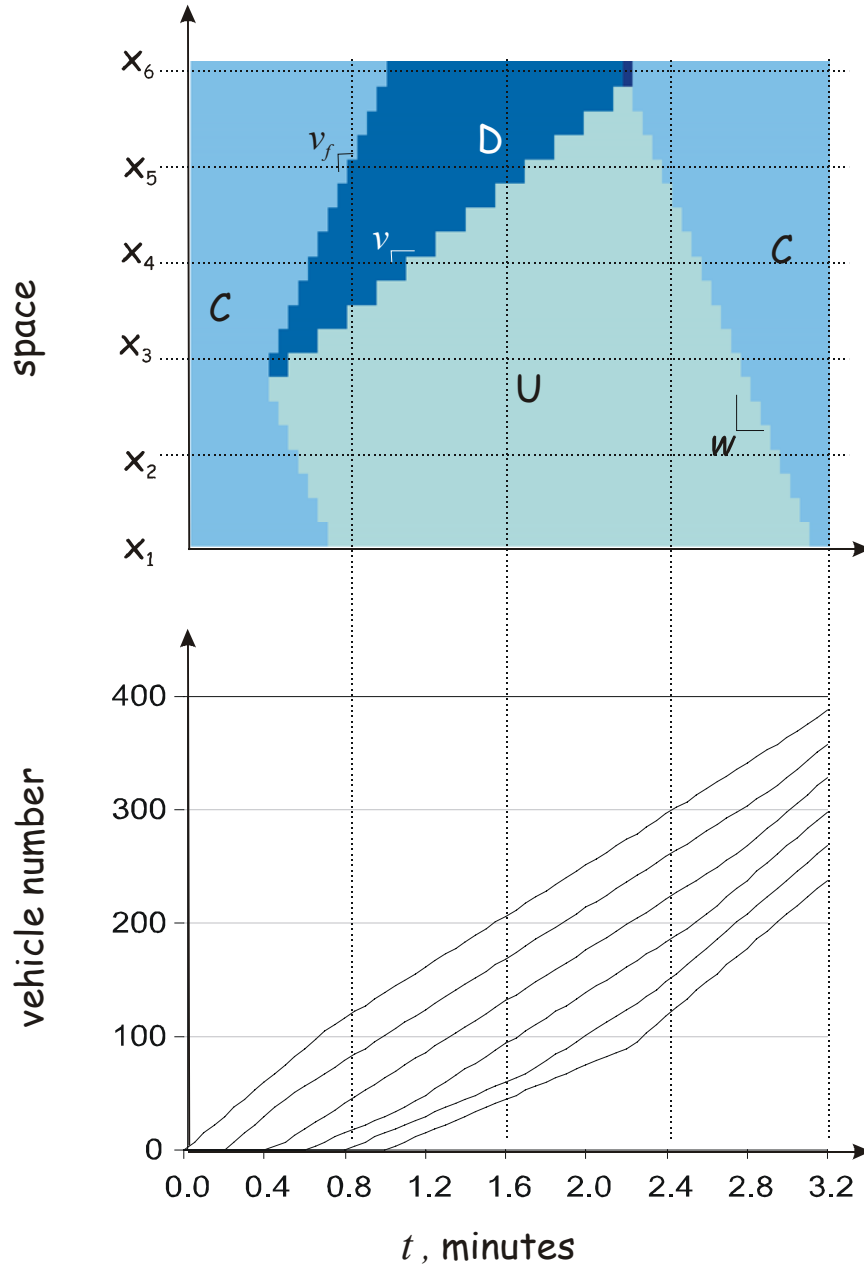 space
x₆
x₅
x₄
x₃
x₂
x₁
v_f
D
v
C
C
U
w
vehicle number
400
300
200
100
0
0.0 0.4 0.8 1.2 1.6 2.0 2.4 2.8 3.2
t , minutes